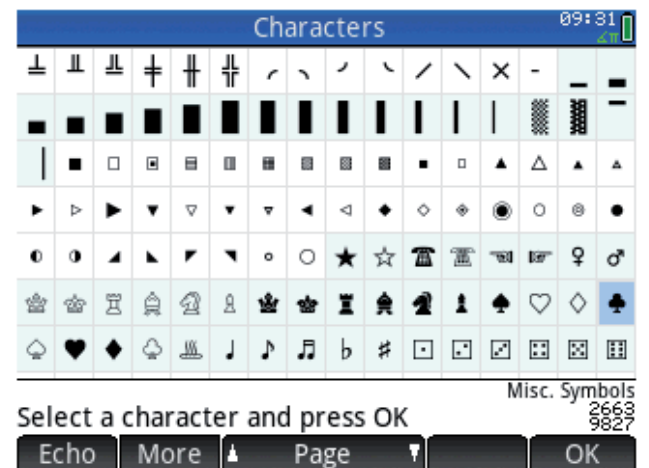 Characters
09:31
∡π
Misc. Symbols
Select a character and press OK
2663
9827
Echo More Page OK